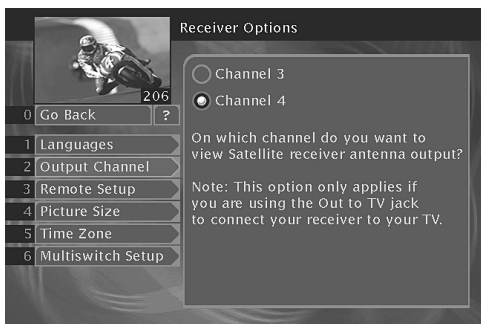 Receiver Options
206
0 Go Back ?
1 Languages
2 Output Channel
3 Remote Setup
4 Picture Size
5 Time Zone
6 Multiswitch Setup
Channel 3
Channel 4
On which channel do you want to
view Satellite receiver antenna output?
Note: This option only applies if
you are using the Out to TV jack
to connect your receiver to your TV.